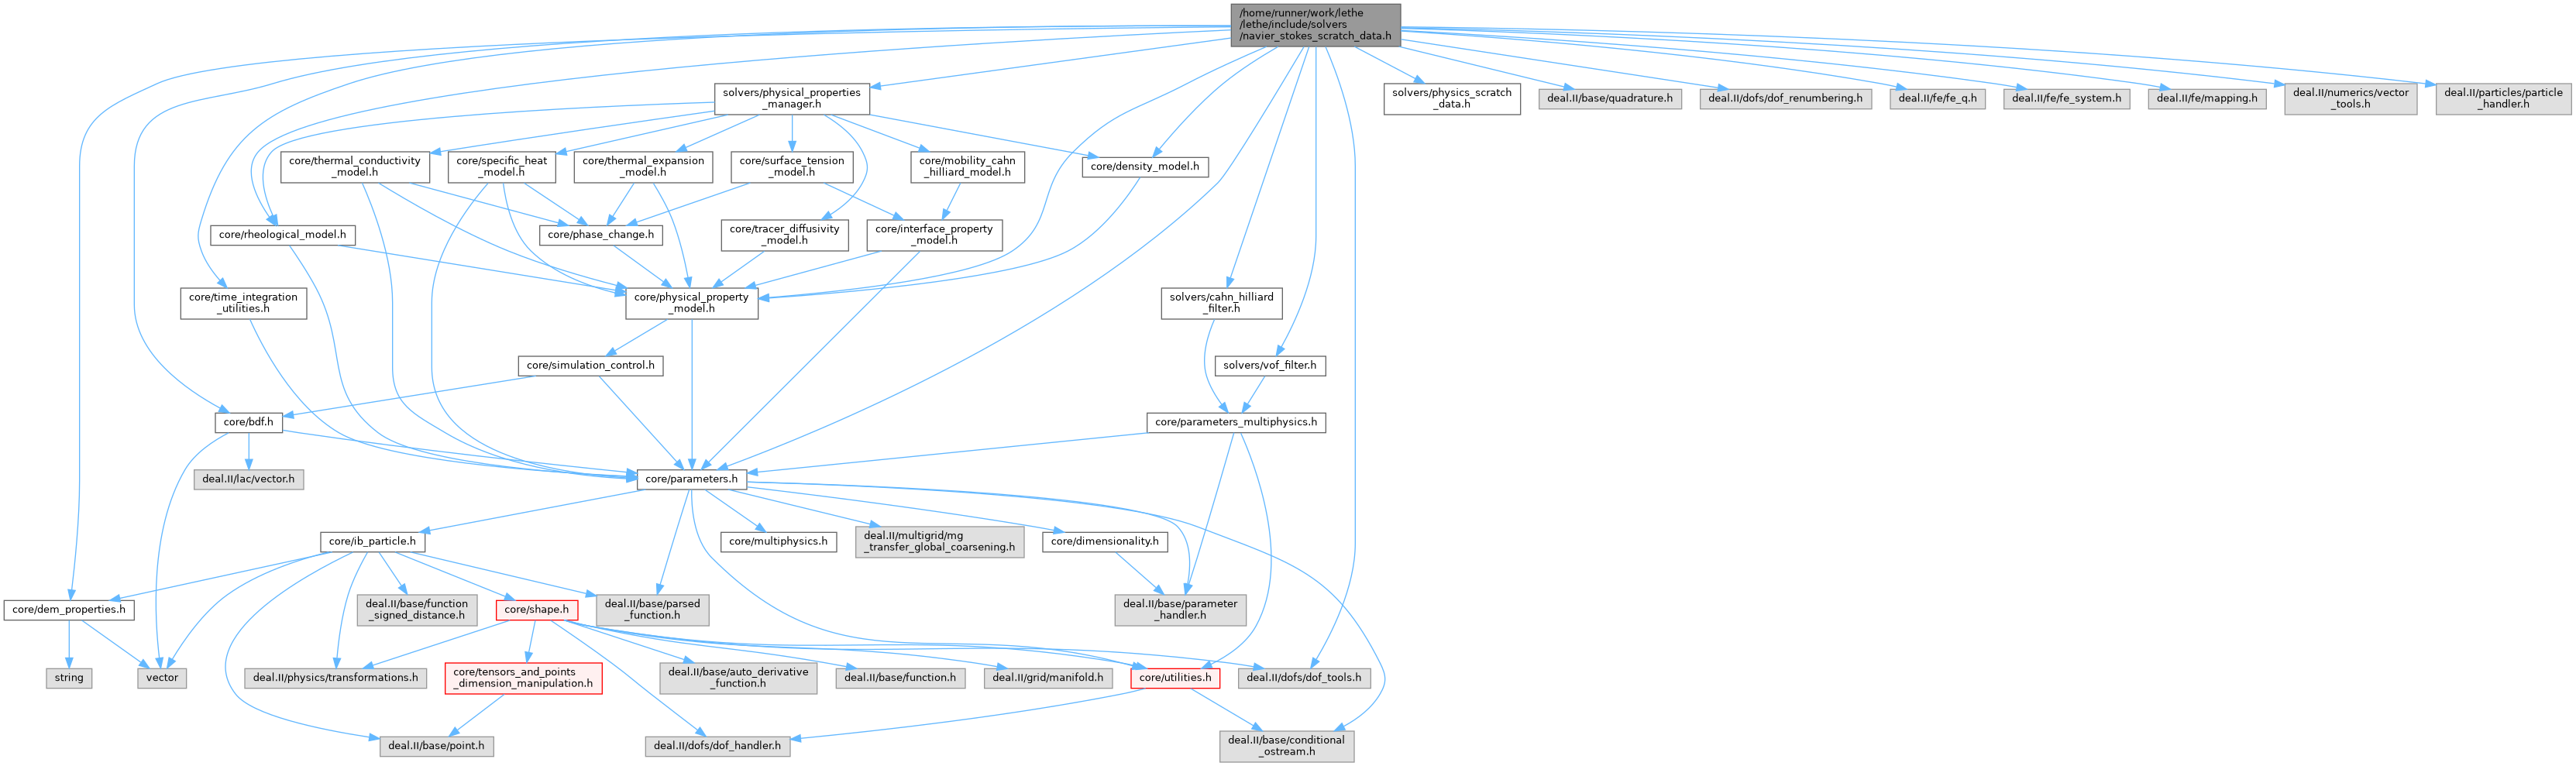 /home/runner/work/lethe
/lethe/include/solvers
/navier_stokes_scratch_data.h
solvers/physical_properties
_manager.h
solvers/physics_scratch
_data.h
deal.II/base/quadrature.h
deal.II/dofs/dof_renumbering.h
deal.II/fe/fe_q.h
deal.II/fe/fe_system.h
deal.II/fe/mapping.h
deal.II/numerics/vector
_tools.h
deal.II/particles/particle
_handler.h
core/thermal_conductivity
_model.h
core/specific_heat
_model.h
core/thermal_expansion
_model.h
core/surface_tension
_model.h
core/mobility_cahn
_hilliard_model.h
core/density_model.h
core/rheological_model.h
core/phase_change.h
core/tracer_diffusivity
_model.h
core/interface_property
_model.h
core/time_integration
_utilities.h
core/physical_property
_model.h
solvers/cahn_hilliard
_filter.h
core/simulation_control.h
solvers/vof_filter.h
core/bdf.h
core/parameters_multiphysics.h
deal.II/lac/vector.h
core/parameters.h
core/ib_particle.h
core/multiphysics.h
deal.II/multigrid/mg
_transfer_global_coarsening.h
core/dimensionality.h
core/dem_properties.h
deal.II/base/function
_signed_distance.h
core/shape.h
deal.II/base/parsed
_function.h
deal.II/base/parameter
_handler.h
string
vector
deal.II/physics/transformations.h
core/tensors_and_points
_dimension_manipulation.h
deal.II/base/auto_derivative
_function.h
deal.II/base/function.h
deal.II/grid/manifold.h
core/utilities.h
deal.II/dofs/dof_tools.h
deal.II/base/point.h
deal.II/dofs/dof_handler.h
deal.II/base/conditional
_ostream.h